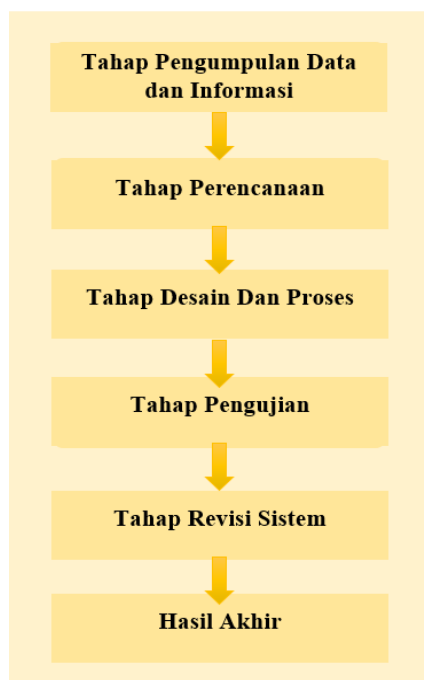 Tahap Pengumpulan Data
dan Informasi
Tahap Perencanaan
Tahap Desain Dan Proses
Tahap Pengujian
Tahap Revisi Sistem
Hasil Akhir